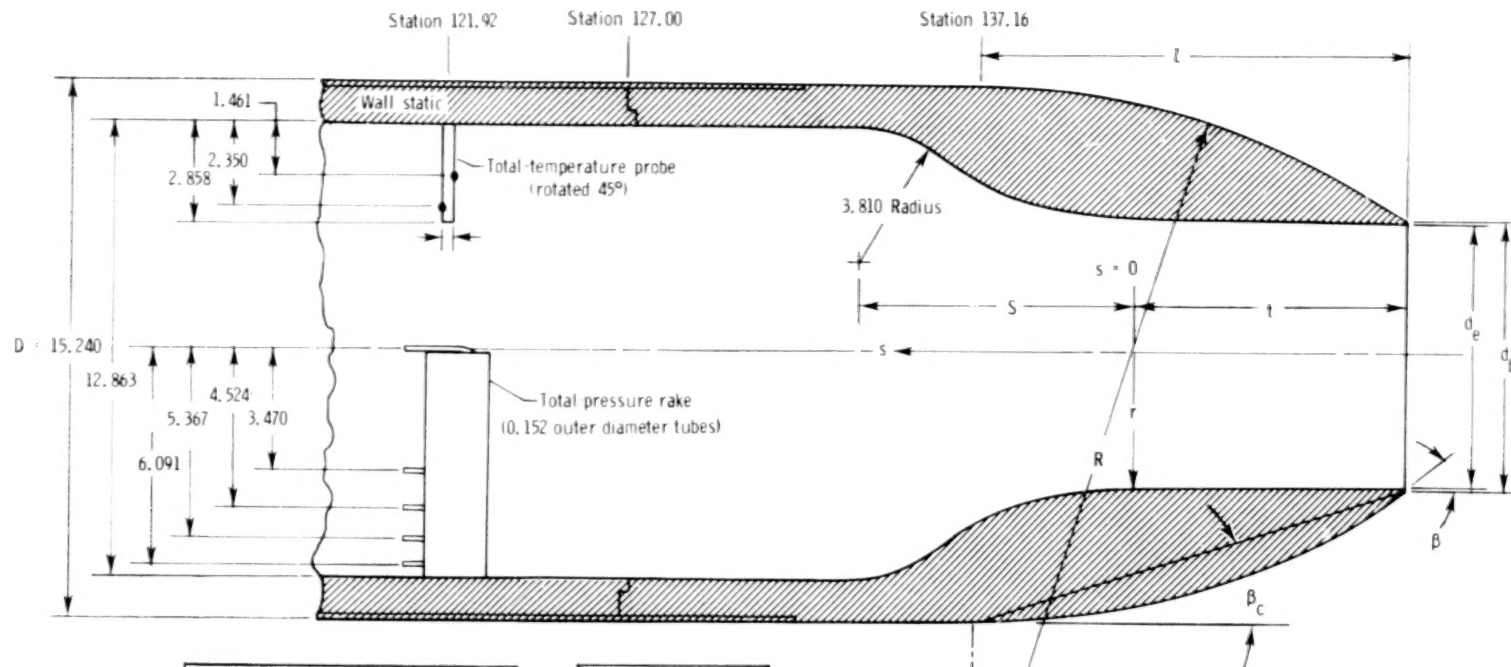 Station 121.92
Station 127.00
Station 137.16
l
1.461
Wall static
2.350
2.858
Total-temperature probe
(rotated 45°)
3.810 Radius
s = 0
S
t
D = 15.240
s
12.863
4.524
5.367
3.470
6.091
Total-pressure rake
(0.152 outer diameter tubes)
r
R
d_e
β
β_c